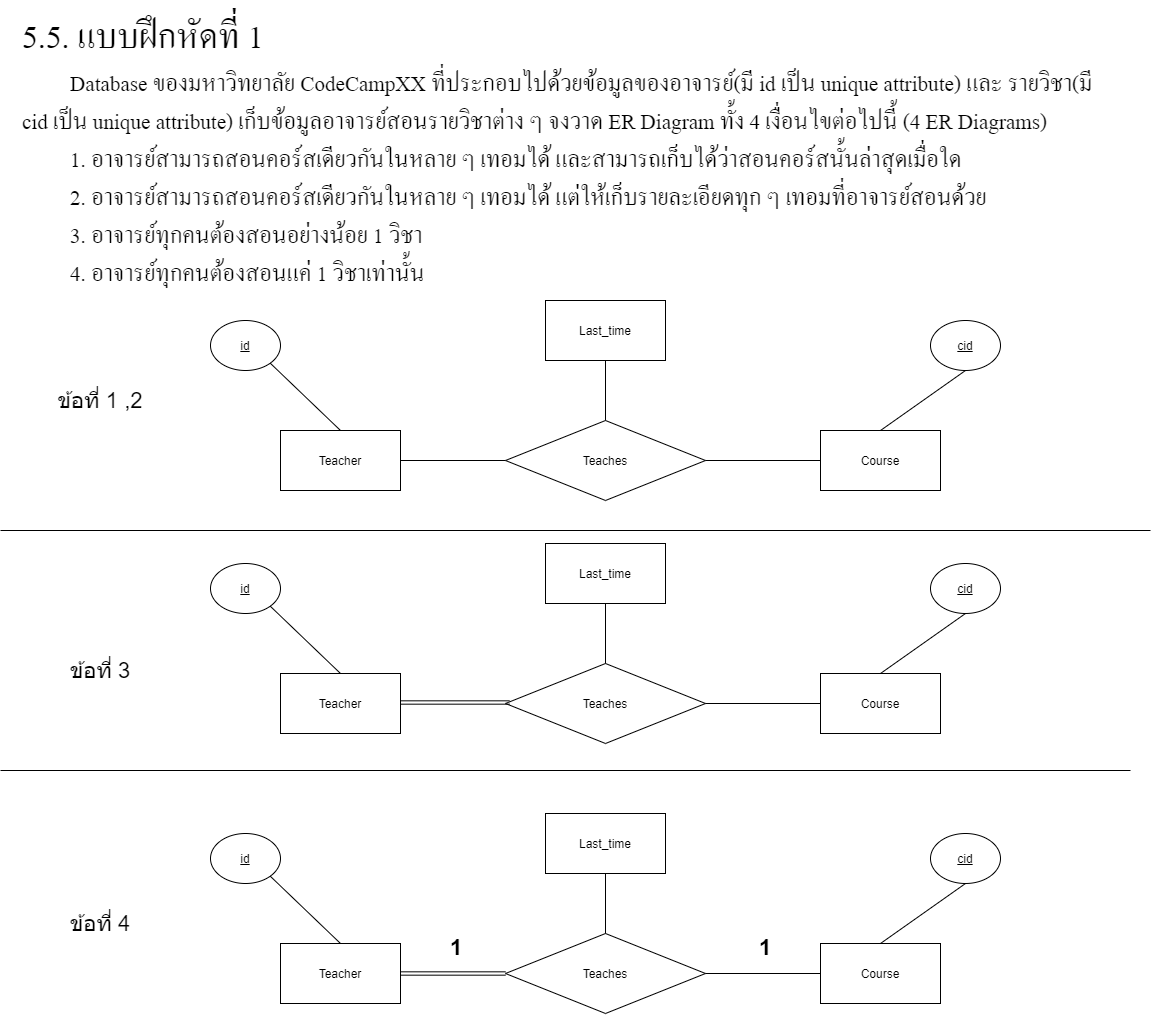 5.5. แบบฝึกหัดที่ 1
Database ของมหาวิทยาลัย CodeCampXX ที่ประกอบไปด้วยข้อมูลของอาจารย์(มี id เป็น unique attribute) และ รายวิชา(มี
cid เป็น unique attribute) เก็บข้อมูลอาจารย์สอนรายวิชาต่าง ๆ จงวาด ER Diagram ทั้ง 4 เงื่อนไขต่อไปนี้ (4 ER Diagrams)
1. อาจารย์สามารถสอนคอร์สเดียวกันในหลาย ๆ เทอมได้ และสามารถเก็บได้ว่าสอนคอร์สนั้นล่าสุดเมื่อใด
2. อาจารย์สามารถสอนคอร์สเดียวกันในหลาย ๆ เทอมได้ แต่ให้เก็บรายละเอียดทุก ๆ เทอมที่อาจารย์สอนด้วย
3. อาจารย์ทุกคนต้องสอนอย่างน้อย 1 วิชา
4. อาจารย์ทุกคนต้องสอนแค่ 1 วิชาเท่านั้น
Last_time
id
cid
ข้อที่ 1 ,2
Teacher
Teaches
Course
Last_time
id
cid
ข้อที่ 3
Teacher
Teaches
Course
Last_time
id
cid
ข้อที่ 4
1
1
Teacher
Teaches
Course